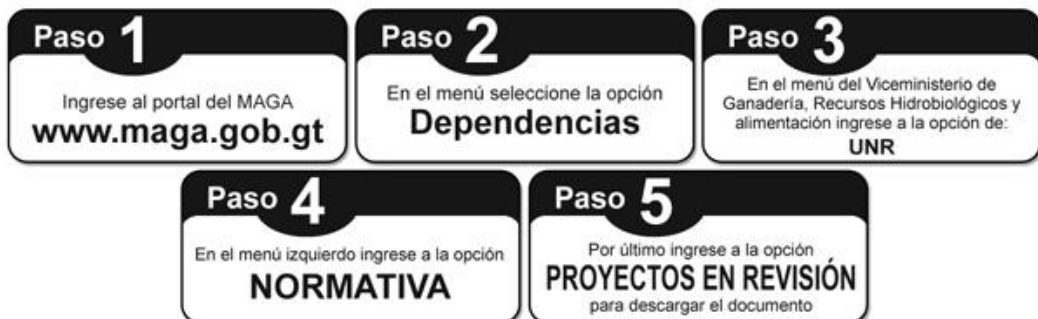 Paso 1
Ingrese al portal del MAGA
www.maga.gob.gt
Paso 2
En el menú seleccione la opción
Dependencias
Paso 3
En el menú del Viceministerio de
Ganadería, Recursos Hidrobiológicos y
alimentación ingrese a la opción de:
UNR
Paso 4
En el menú izquierdo ingrese a la opción
NORMATIVA
Paso 5
Por último ingrese a la opción
PROYECTOS EN REVISIÓN
para descargar el documento